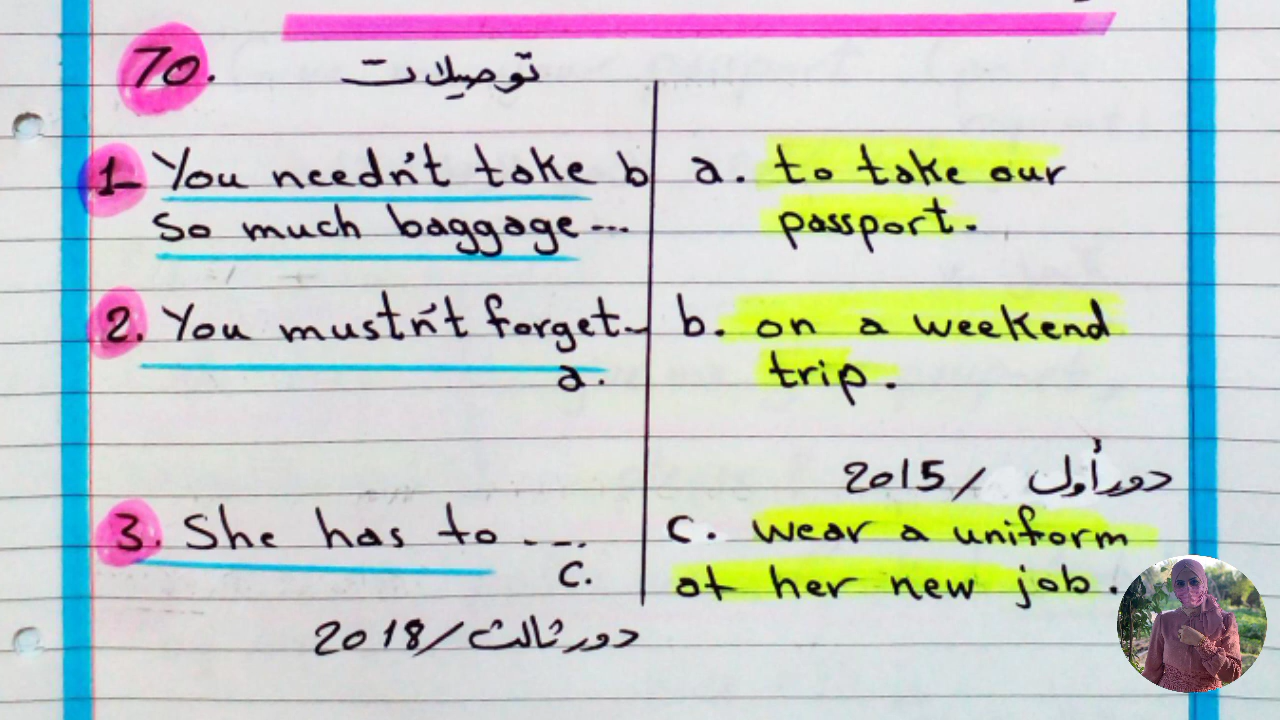 70. توصيلات
1- You needn't take b
so much baggage...
a. to take our
passport.
2. You mustn't forget...
a.
b. on a weekend
trip.
دور أول / 2015
3. She has to ...
c.
c. wear a uniform
at her new job.
دور ثالث / 2018